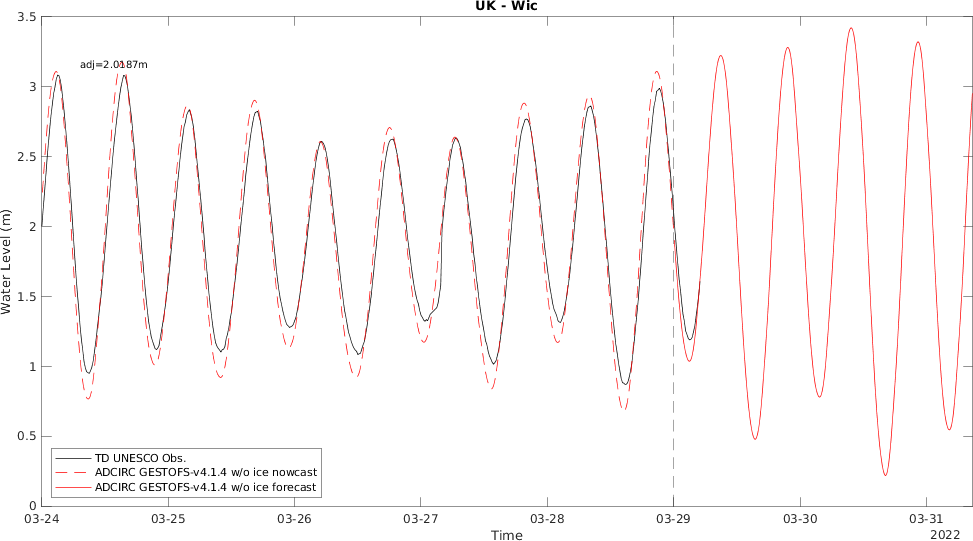 UK - Wic
adj=2.0187m
3.5
3
2.5
2
1.5
1
0.5
0
Water Level (m)
TD UNESCO Obs.
ADCIRC GESTOFS-v4.1.4 w/o ice nowcast
ADCIRC GESTOFS-v4.1.4 w/o ice forecast
03-24 03-25 03-26 03-27 03-28 03-29 03-30 03-31
Time
2022